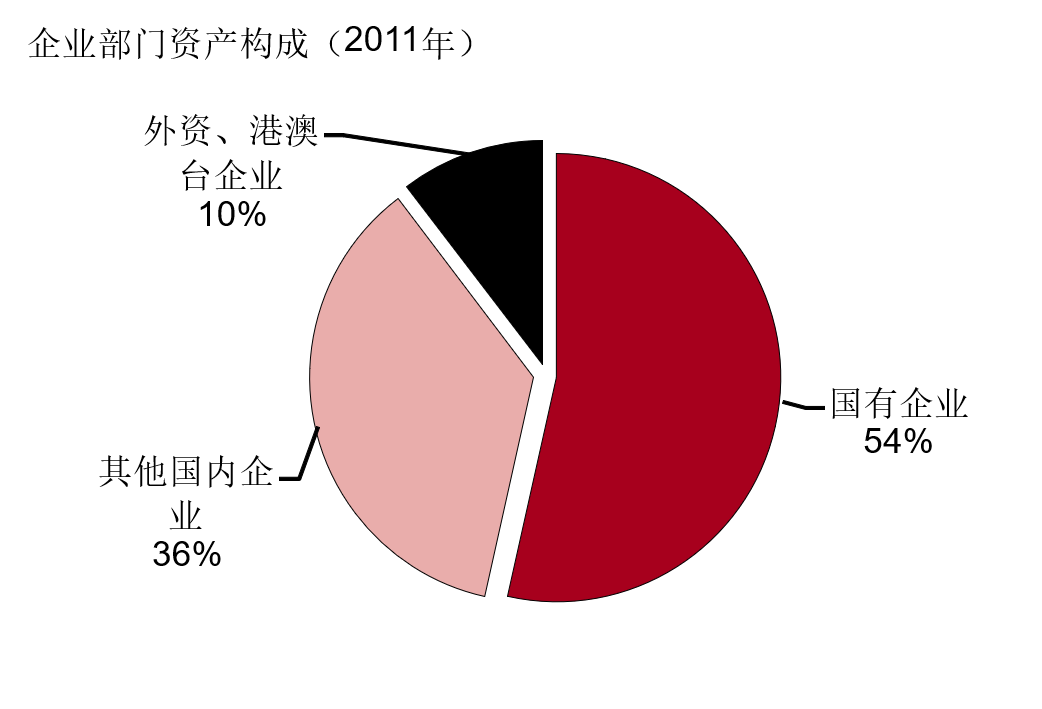 企业部门资产构成（2011年）
外资、港澳
台企业
10%
国有企业
54%
其他国内企
业
36%